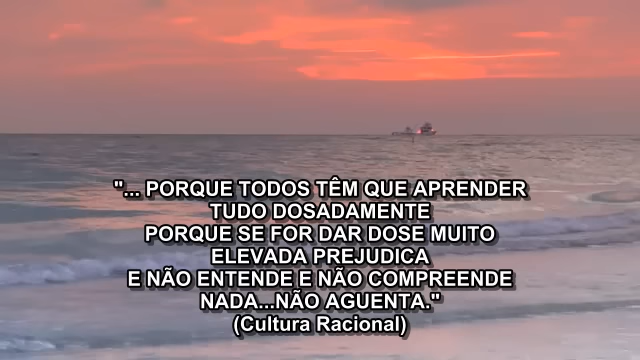 "... PORQUE TODOS TÊM QUE APRENDER
TUDO DOSADAMENTE
PORQUE SE FOR DAR DOSE MUITO
ELEVADA PREJUDICA
E NÃO ENTENDE E NÃO COMPREENDE
NADA...NÃO AGUENTA."
(Cultura Racional)